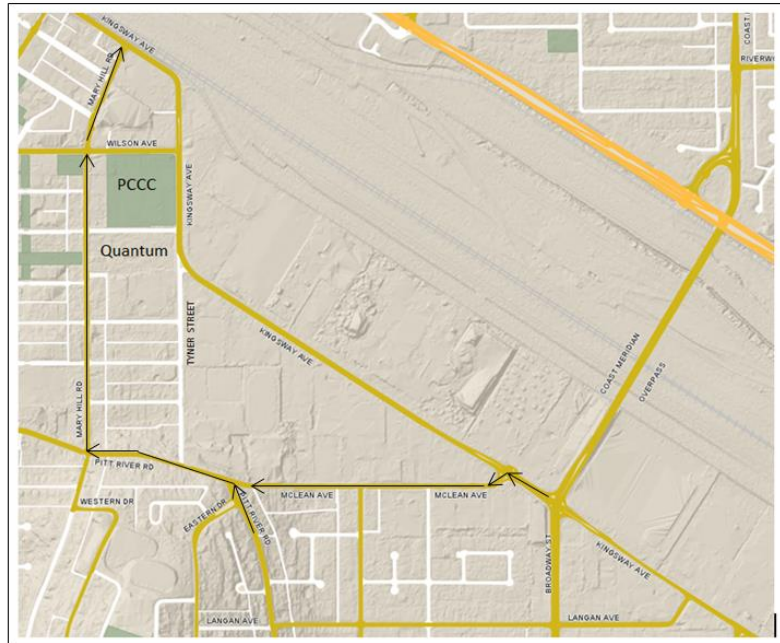 KINGSWAY AVE
COAST
RIVERWO
MARY HILL RD
WILSON AVE
PCCC
KINGSWAY AVE
Quantum
TYNER STREET
KINGSWAY AVE
COAST MERIDIAN
OVERPASS
MARY HILL RD
PITT RIVER RD
WESTERN DR
EASTERN DR
PITT RIVER RD
MCLEAN AVE
MCLEAN AVE
BROADWAY ST
KINGSWAY AVE
LANGAN AVE
LANGAN AVE